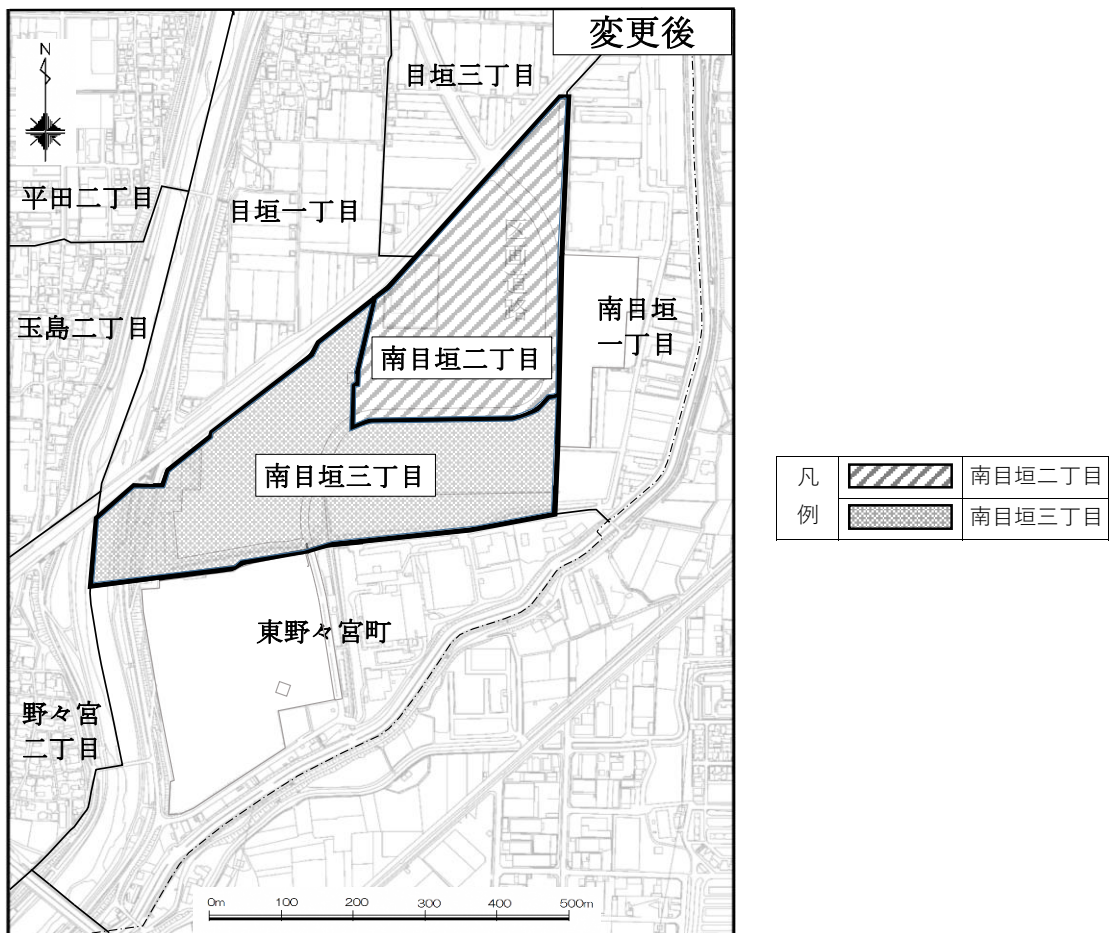 変更後
N
目垣三丁目
平田二丁目
目垣一丁目
区画道路
南目垣
一丁目
玉島二丁目
南目垣二丁目
南目垣三丁目
凡例
南目垣二丁目
南目垣三丁目
東野々宮町
野々宮
二丁目
0m 100 200 300 400 500m